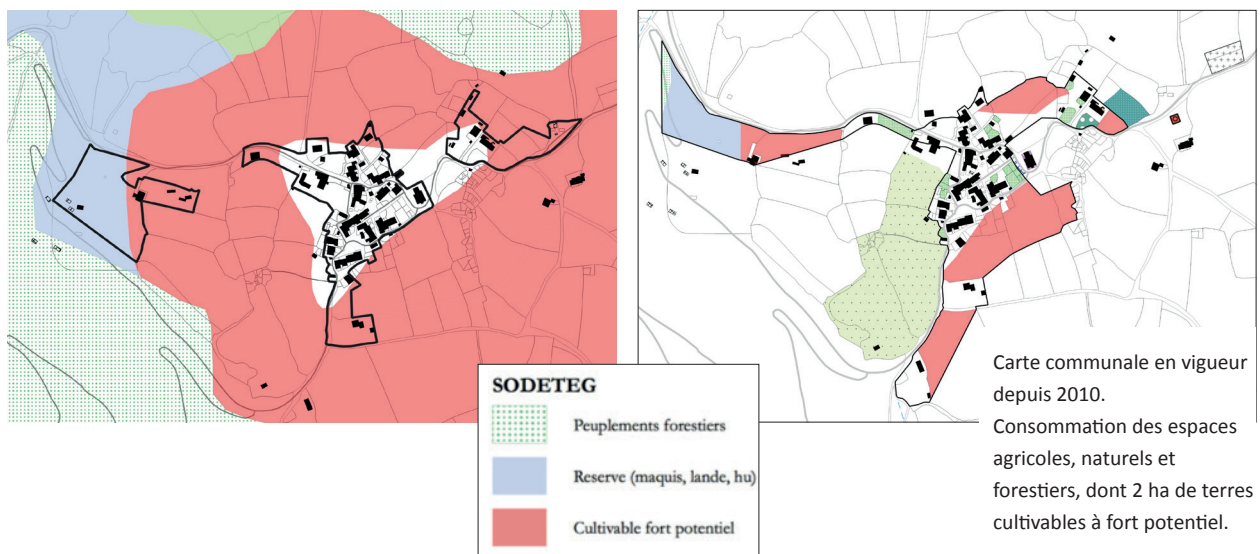 SODETEG
Peuplements forestiers
Reserve (maquis, lande, hu)
Cultivable fort potentiel
Carte communale en vigueur
depuis 2010.
Consommation des espaces
agricoles, naturels et
forestiers, dont 2 ha de terres
cultivables à fort potentiel.